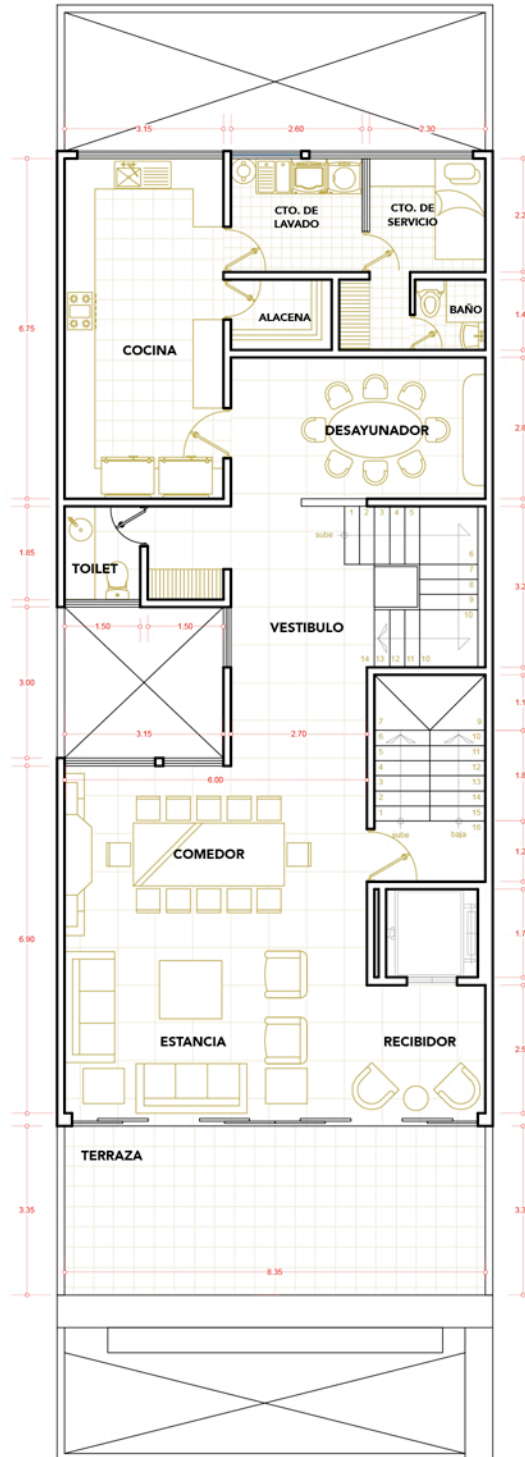 3.15
2.60
2.30
CTO. DE
LAVADO
CTO. DE
SERVICIO
6.75
ALACENA
BAÑO
COCINA
DESAYUNADOR
1
2
3
4
5
sube
6
7
8
9
10
1.85
TOILET
VESTIBULO
14
13
12
11
10
1.50
1.50
3.00
3.15
2.70
7
9
6
10
5
11
4
12
3
13
2
14
1
15
16
sube
baja
6.00
COMEDOR
6.90
ESTANCIA
RECIBIDOR
TERRAZA
3.35
8.35